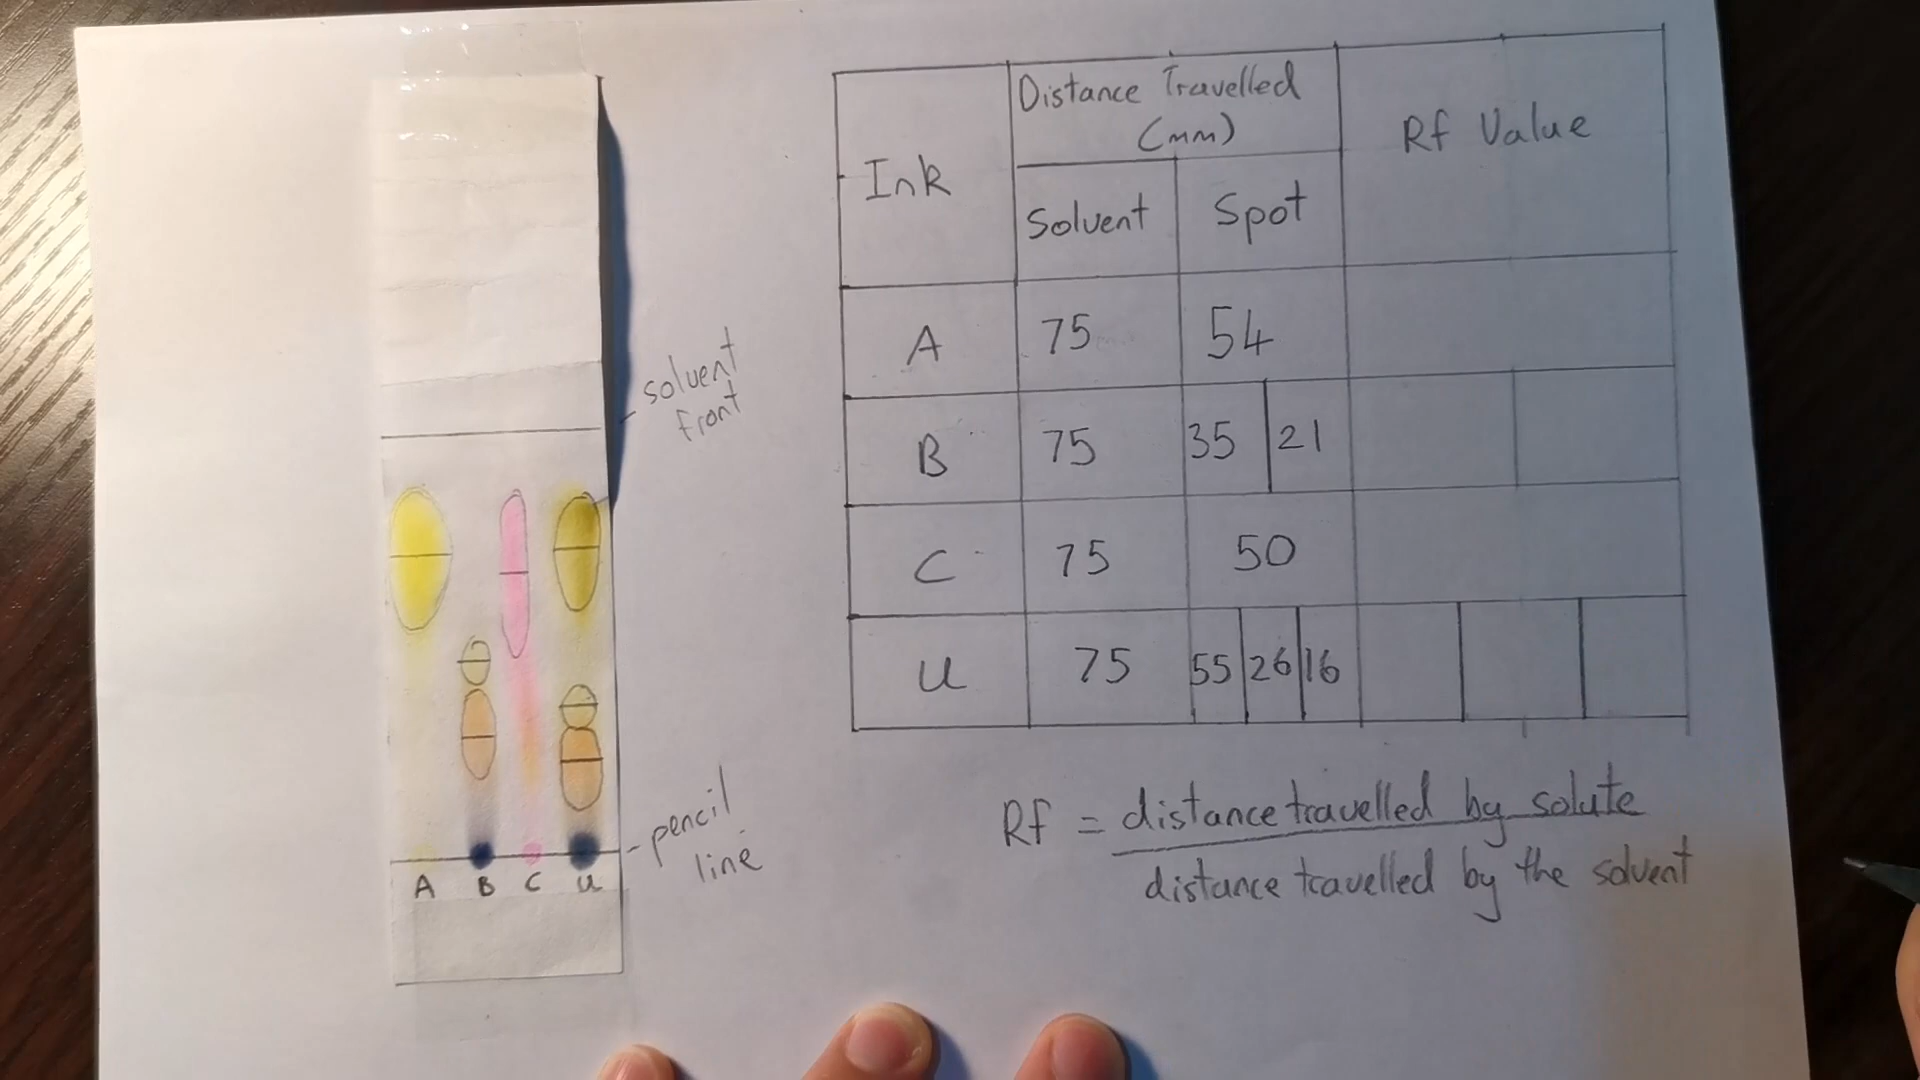 Distance Travelled
(mm)
Rf Value
Ink
Solvent
Spot
A
75
54
B
75
35
21
C
75
50
U
75
55
26
16
solvent
front
pencil
line
A
B
C
U
Rf = distance travelled by solute
distance travelled by the solvent